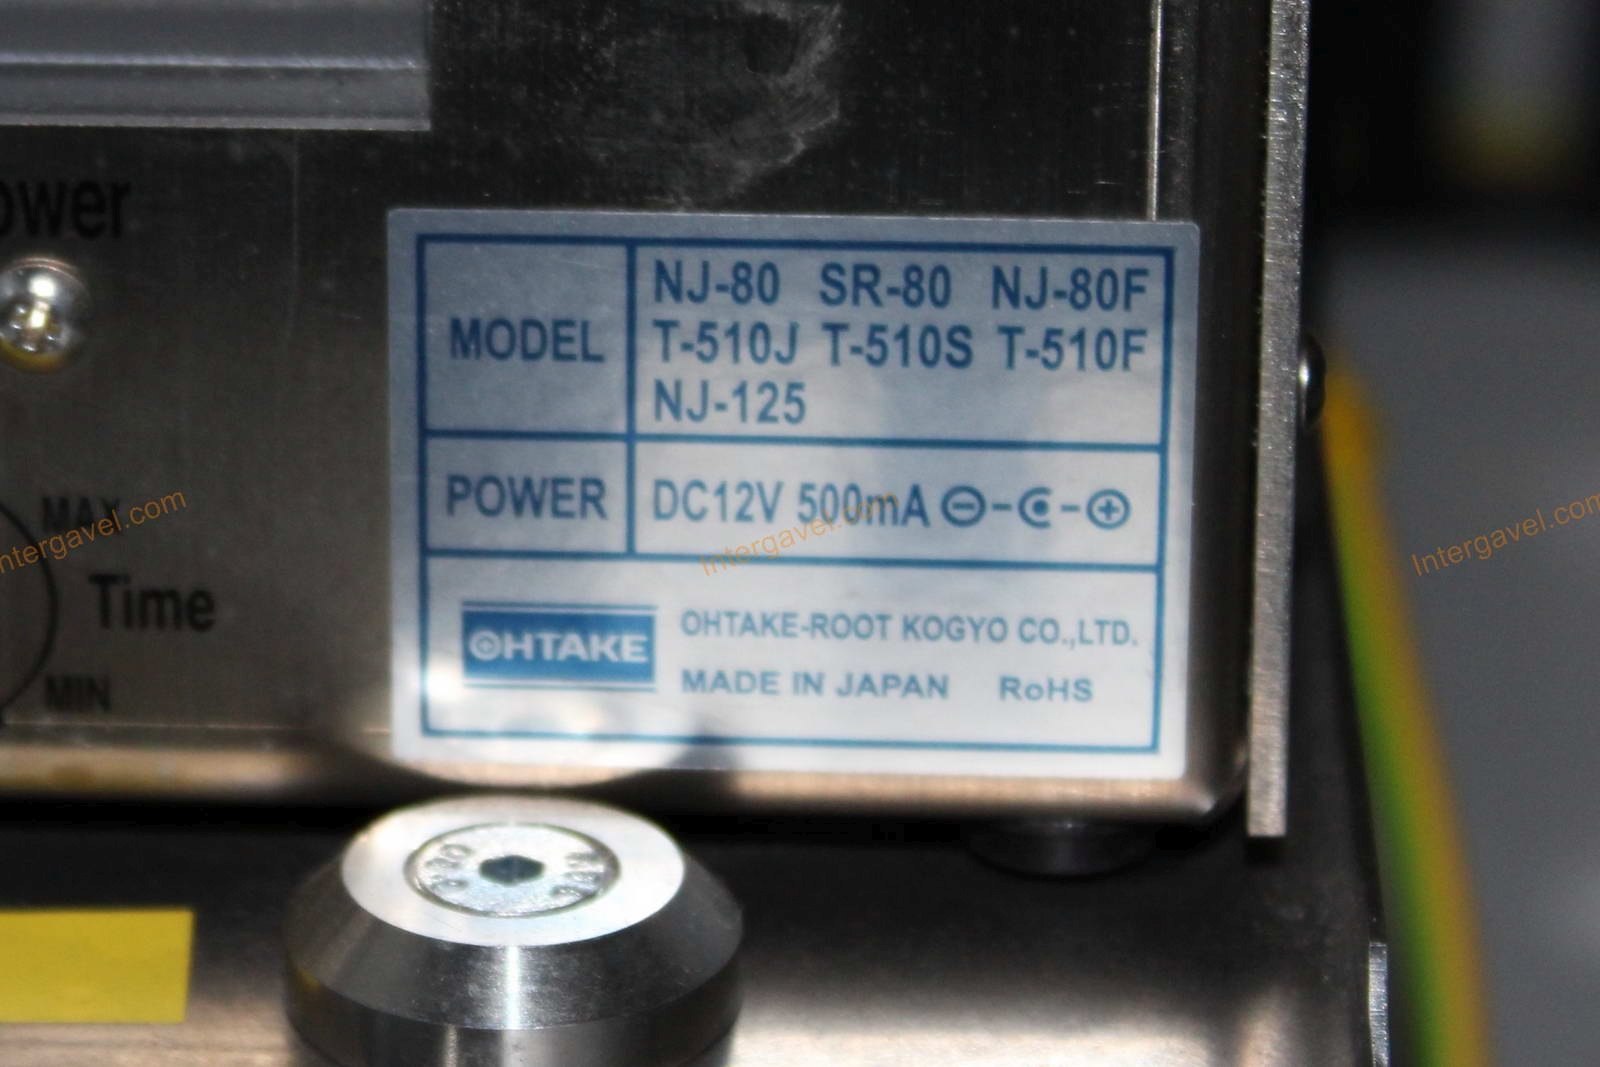 ower
MODEL
NJ-80 SR-80 NJ-80F
T-510J T-510S T-510F
NJ-125
POWER
DC12V 500mA ⊖-C-⊕
MAX
Time
MIN
OHTAKE
OHTAKE-ROOT KOGYO CO.,LTD.
MADE IN JAPAN RoHS
Intergavel.com
Intergavel.com
Intergavel.com